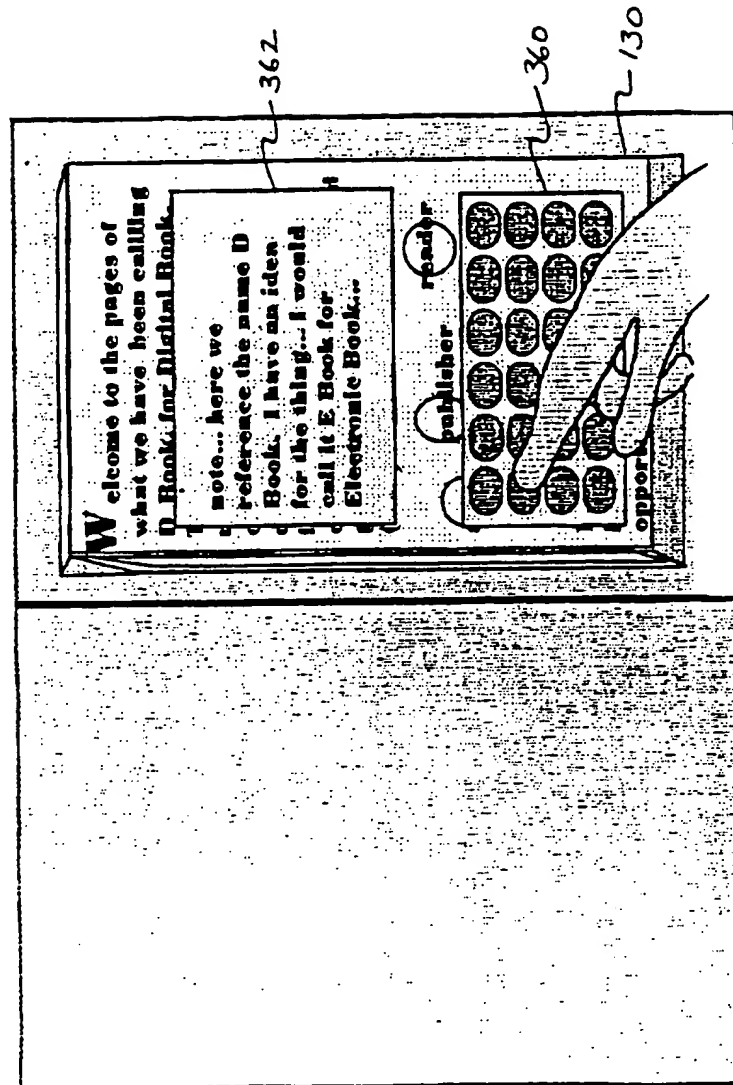 Welcome to the pages of
what we have been calling
D Book, for Digital Book.
note... here we
reference the name D
Book. I have an idea
for the thing... I would
call it E Book for
Electronic Book...
publisher
reader
oppor
362
360
130